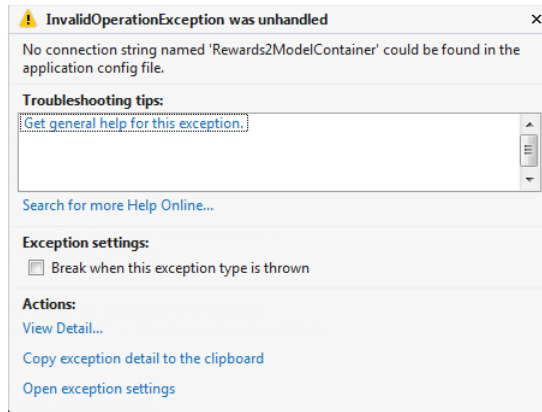 InvalidOperationException was unhandled
No connection string named 'Rewards2ModelContainer' could be found in the
application config file.
Troubleshooting tips:
Get general help for this exception.
Search for more Help Online...
Exception settings:
Break when this exception type is thrown
Actions:
View Detail...
Copy exception detail to the clipboard
Open exception settings